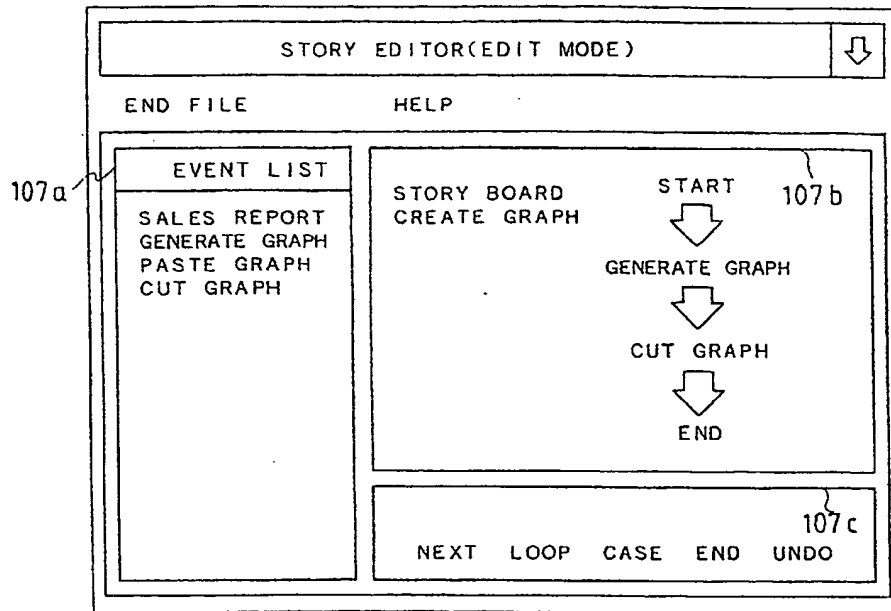 STORY EDITOR(EDIT MODE)
END FILE HELP
107a
EVENT LIST
SALES REPORT
GENERATE GRAPH
PASTE GRAPH
CUT GRAPH
107b
STORY BOARD
CREATE GRAPH
START
GENERATE GRAPH
CUT GRAPH
END
107c
NEXT LOOP CASE END UNDO